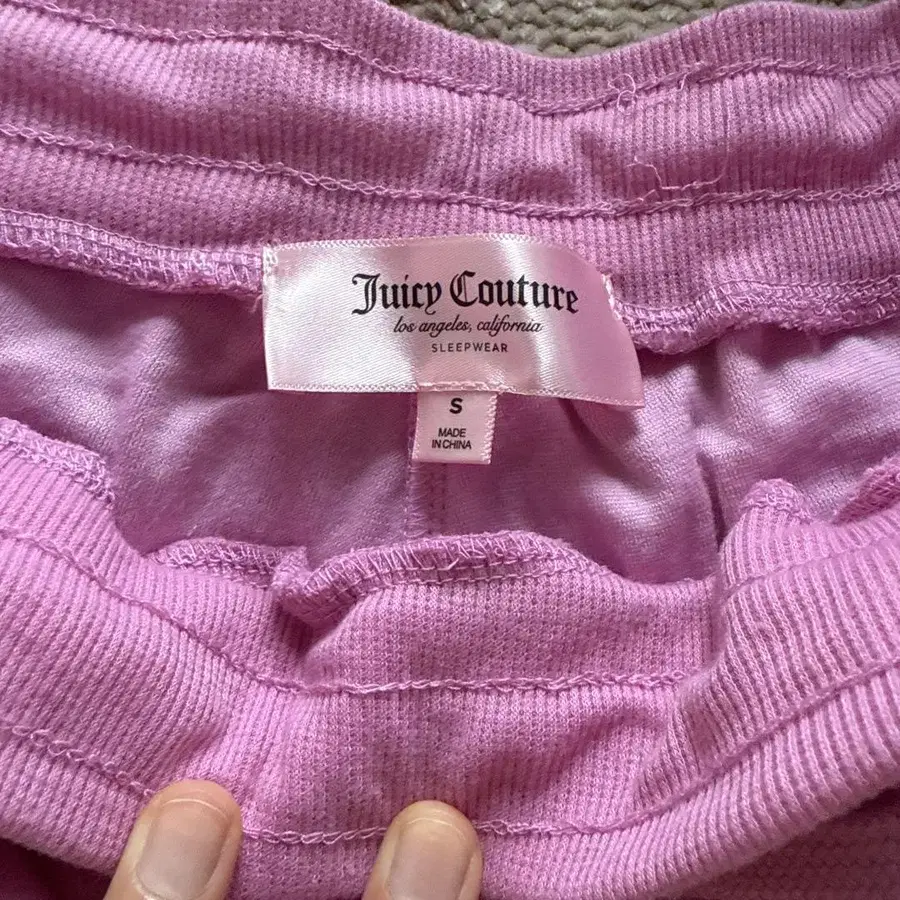 Juicy Couture
los angeles, california
SLEEPWEAR
S
MADE
IN CHINA